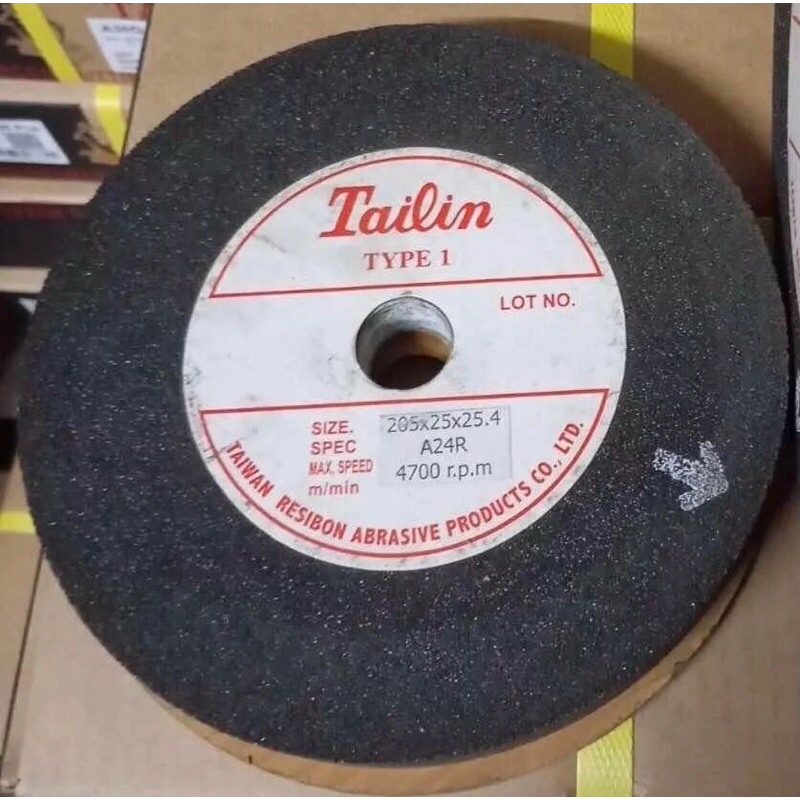 Tailin
TYPE 1
LOT NO.
SIZE. 205x25x25.4
SPEC A24R
MAX. SPEED 4700 r.p.m
m/min
TAIWAN RESIBON ABRASIVE PRODUCTS CO., LTD.